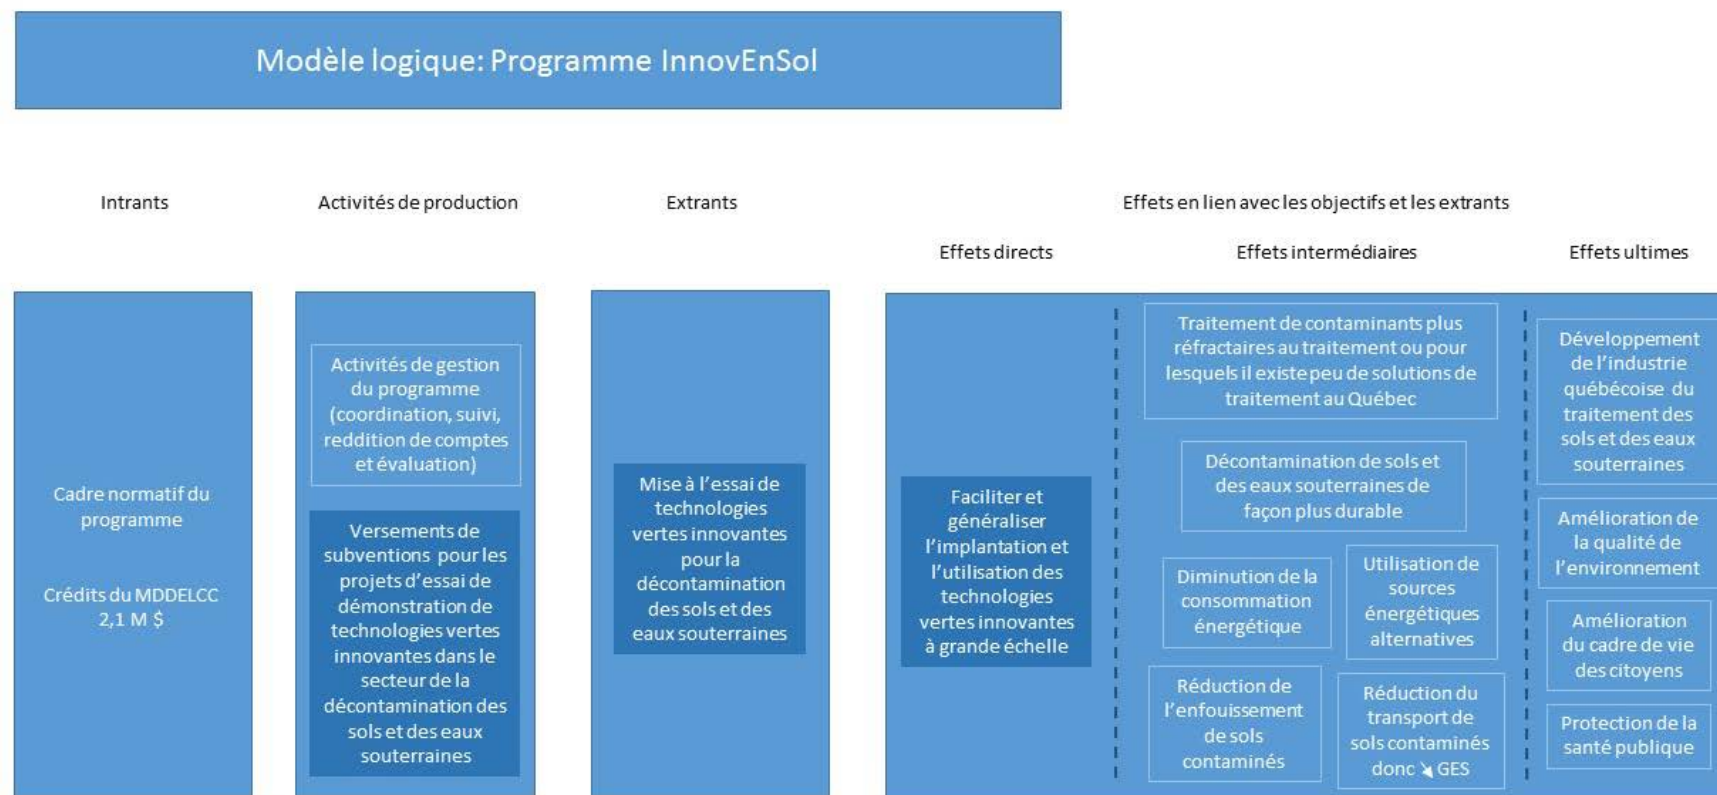 Modèle logique: Programme InnovEnSol
Intrants
Activités de production
Extrants
Effets en lien avec les objectifs et les extrants
Effets directs
Effets intermédiaires
Effets ultimes
Cadre normatif du
programme
Crédits du MDDELCC
2,1 M $
Activités de gestion
du programme
(coordination, suivi,
reddition de comptes
et évaluation)
Versements de
subventions pour les
projets d'essai de
démonstration de
technologies vertes
innovantes dans le
secteur de la
décontamination des
sols et des eaux
souterraines
Mise à l'essai de
technologies
vertes innovantes
pour la
décontamination
des sols et des
eaux souterraines
Faciliter et
généraliser
l'implantation et
l'utilisation des
technologies
vertes innovantes
à grande échelle
Traitement de contaminants plus
réfractaires au traitement ou pour
lesquels il existe peu de solutions de
traitement au Québec
Décontamination de sols et
des eaux souterraines de
façon plus durable
Diminution de la
consommation
énergétique
Utilisation de
sources
énergétiques
alternatives
Réduction de
l'enfouissement
de sols
contaminés
Réduction du
transport de
sols contaminés
donc ↘ GES
Développement
de l'industrie
québécoise du
traitement des
sols et des eaux
souterraines
Amélioration de
la qualité de
l'environnement
Amélioration
du cadre de vie
des citoyens
Protection de la
santé publique